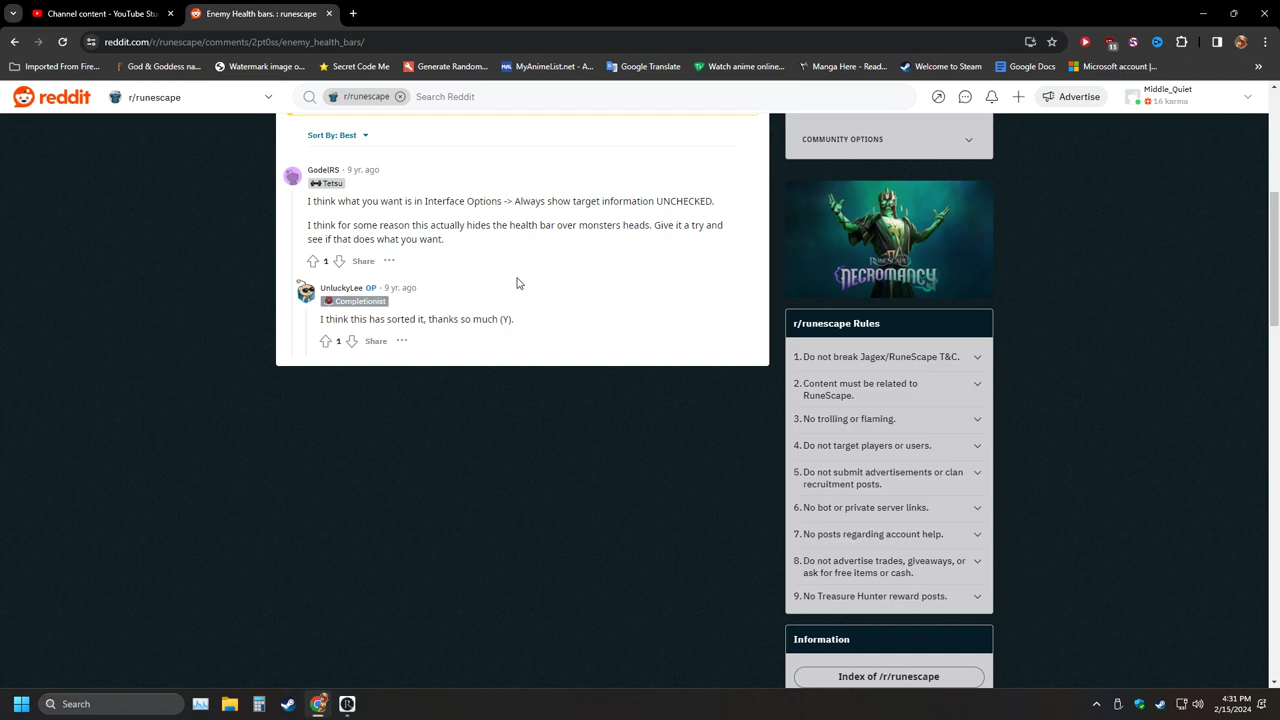 Channel content - YouTube Stu
Enemy Health bars. : runescape
reddit.com/r/runescape/comments/2pt0ss/enemy_health_bars/
11
Imported From Fire...
God & Goddess na...
Watermark image o...
Secret Code Me
Generate Random...
MyAnimeList.net - A...
Google Translate
Watch anime online...
Manga Here - Read...
Welcome to Steam
Google Docs
Microsoft account |...
reddit
r/runescape
r/runescape
Search Reddit
Advertise
Middle_Quiet
16 karma
Sort By: Best
COMMUNITY OPTIONS
GodelRS · 9 yr. ago
Tetsu
I think what you want is in Interface Options -> Always show target information UNCHECKED.
I think for some reason this actually hides the health bar over monsters heads. Give it a try and
see if that does what you want.
1 Share ···
UnluckyLee OP · 9 yr. ago
Completionist
I think this has sorted it, thanks so much (Y).
1 Share ···
RUNESCAPE
NECROMANCY
r/runescape Rules
1. Do not break Jagex/RuneScape T&C.
2. Content must be related to
RuneScape.
3. No trolling or flaming.
4. Do not target players or users.
5. Do not submit advertisements or clan
recruitment posts.
6. No bot or private server links.
7. No posts regarding account help.
8. Do not advertise trades, giveaways, or
ask for free items or cash.
9. No Treasure Hunter reward posts.
Information
Index of /r/runescape
Search
4:31 PM
2/15/2024